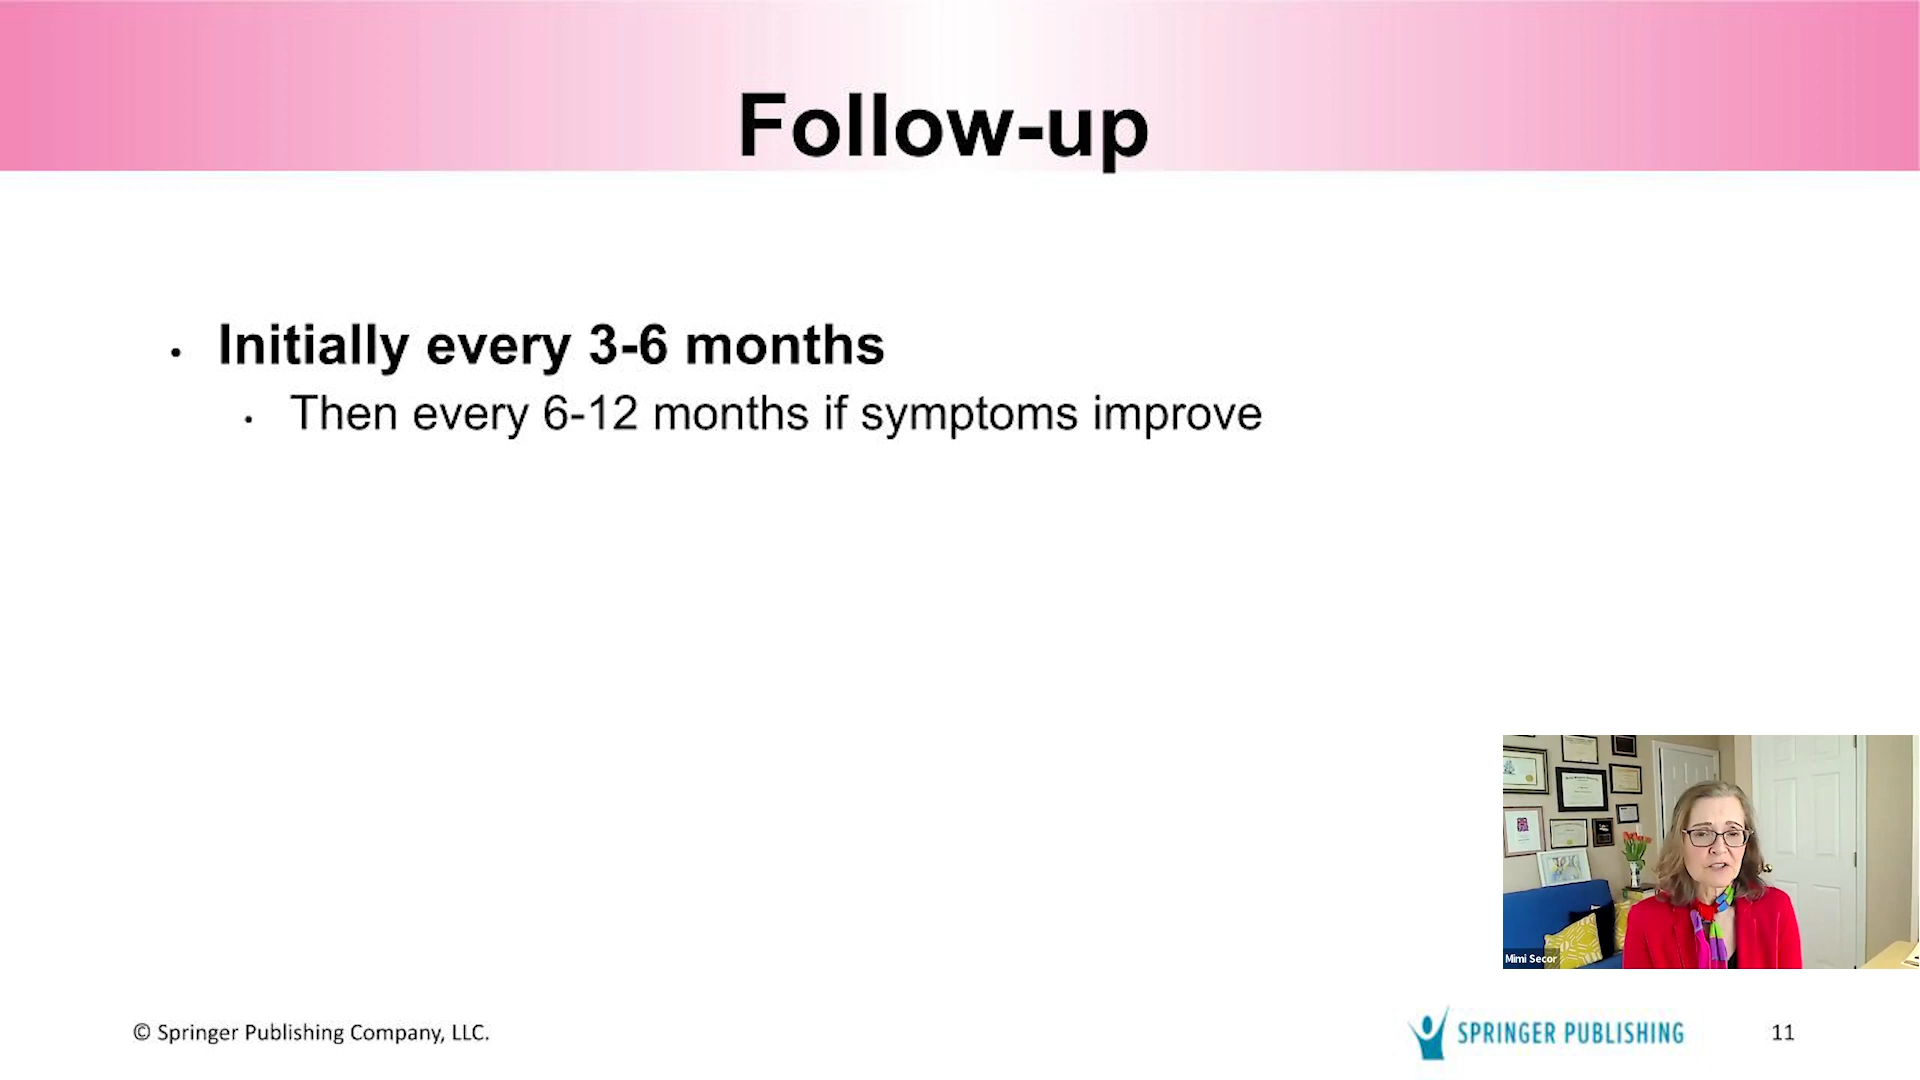 Follow-up
• Initially every 3-6 months
• Then every 6-12 months if symptoms improve
Mimi Secor
© Springer Publishing Company, LLC.
SPRINGER PUBLISHING
11